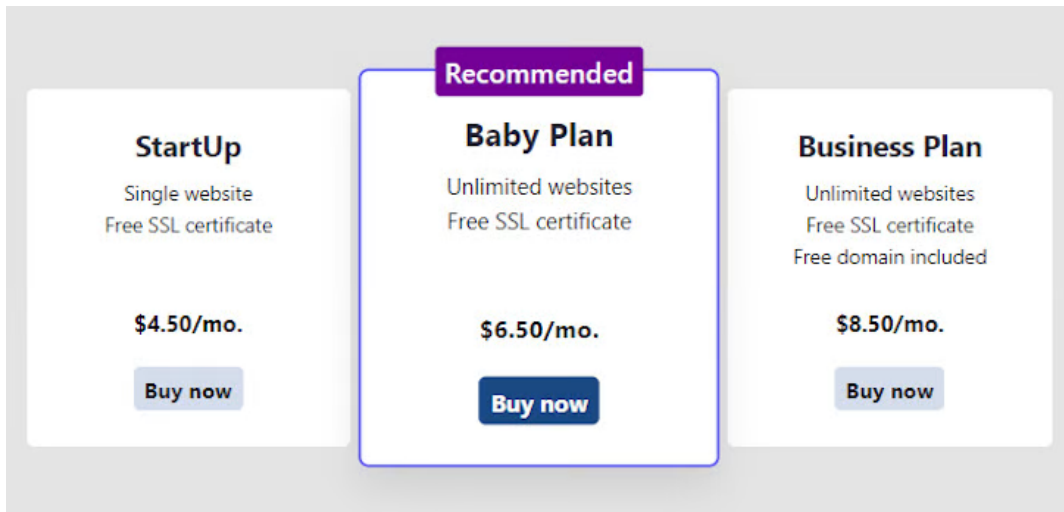 StartUp
Single website
Free SSL certificate
$4.50/mo.
Buy now
Recommended
Baby Plan
Unlimited websites
Free SSL certificate
$6.50/mo.
Buy now
Business Plan
Unlimited websites
Free SSL certificate
Free domain included
$8.50/mo.
Buy now